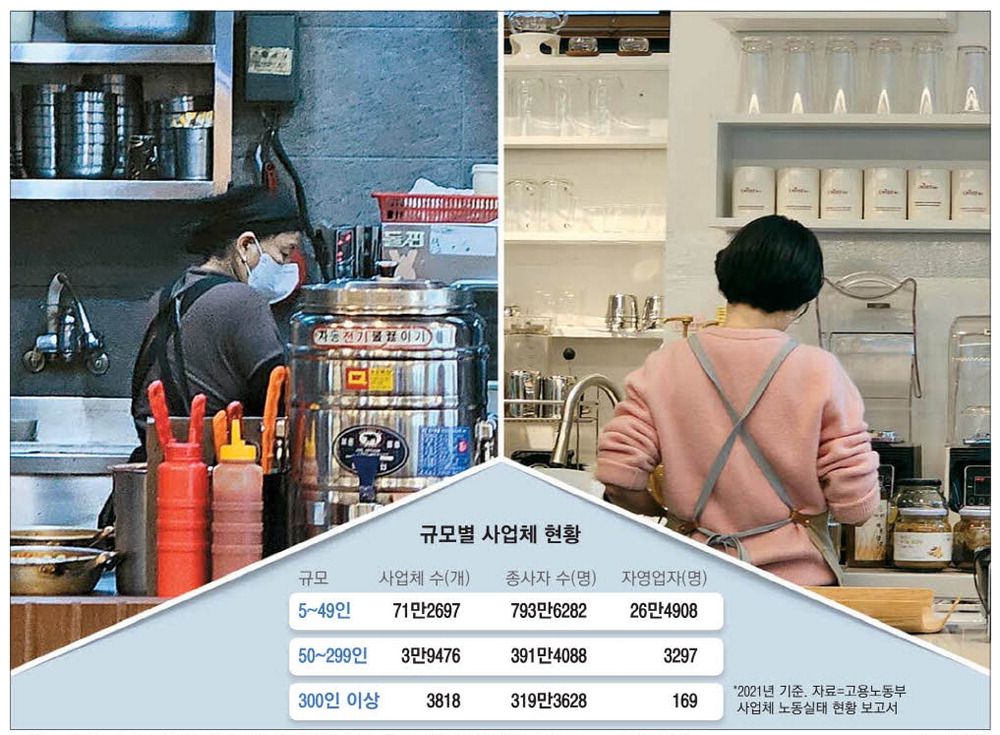 돌판
자동전기물끓이기
규모별 사업체 현황
규모 사업체 수(개) 종사자 수(명) 자영업자(명)
5~49인 71만2697 793만6282 26만4908
50~299인 3만9476 391만4088 3297
300인 이상 3818 319만3628 169
*2021년 기준. 자료=고용노동부
사업체 노동실태 현황 보고서